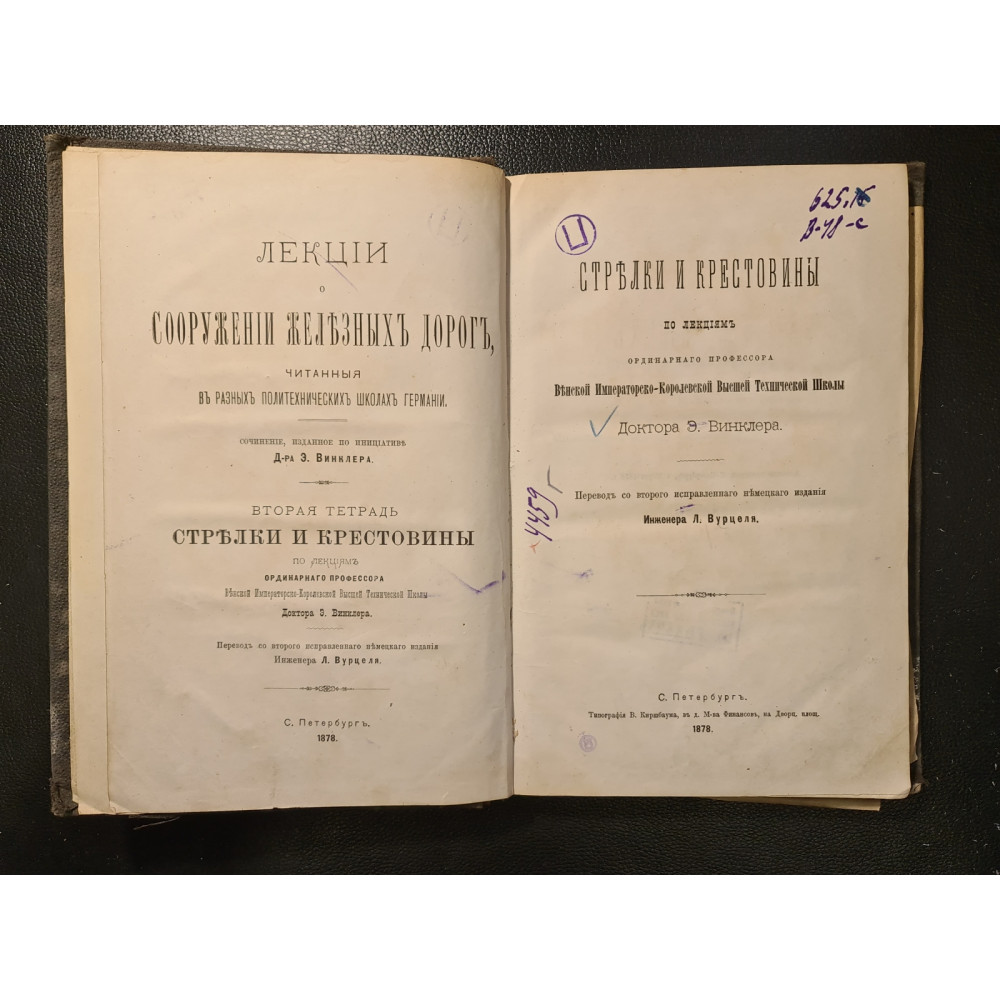 ЛЕКЦІИ
О
СООРУЖЕНІИ ЖЕЛѢЗНЫХЪ ДОРОГЪ,
ЧИТАННЫЯ
ВЪ РАЗНЫХЪ ПОЛИТЕХНИЧЕСКИХЪ ШКОЛАХЪ ГЕРМАНІИ.
СОЧИНЕНІЕ, ИЗДАННОЕ ПО ИНИЦІАТИВѢ
Д-РА Э. ВИНКЛЕРА.
ВТОРАЯ ТЕТРАДЬ
СТРѢЛКИ И КРЕСТОВИНЫ
ПО ЛЕКЦІЯМЪ
ОРДИНАРНАГО ПРОФЕССОРА
Вѣнской Императорско-Королевской Высшей Технической Школы
Доктора Э. Винклера.
Переводъ со второго исправленнаго нѣмецкаго изданія
Инженера Л. Вурцеля.
С. Петербургъ.
1878.
625.1
В-48-с
Ц
СТРѢЛКИ И КРЕСТОВИНЫ
ПО ЛЕКЦІЯМЪ
ОРДИНАРНАГО ПРОФЕССОРА
Вѣнской Императорско-Королевской Высшей Технической Школы
Доктора Э. Винклера.
Переводъ со второго исправленнаго нѣмецкаго изданія
Инженера Л. Вурцеля.
4459
С. Петербургъ.
Типографія В. Киршбаума, въ д. М-ва Финансовъ, на Дворц. площ.
1878.